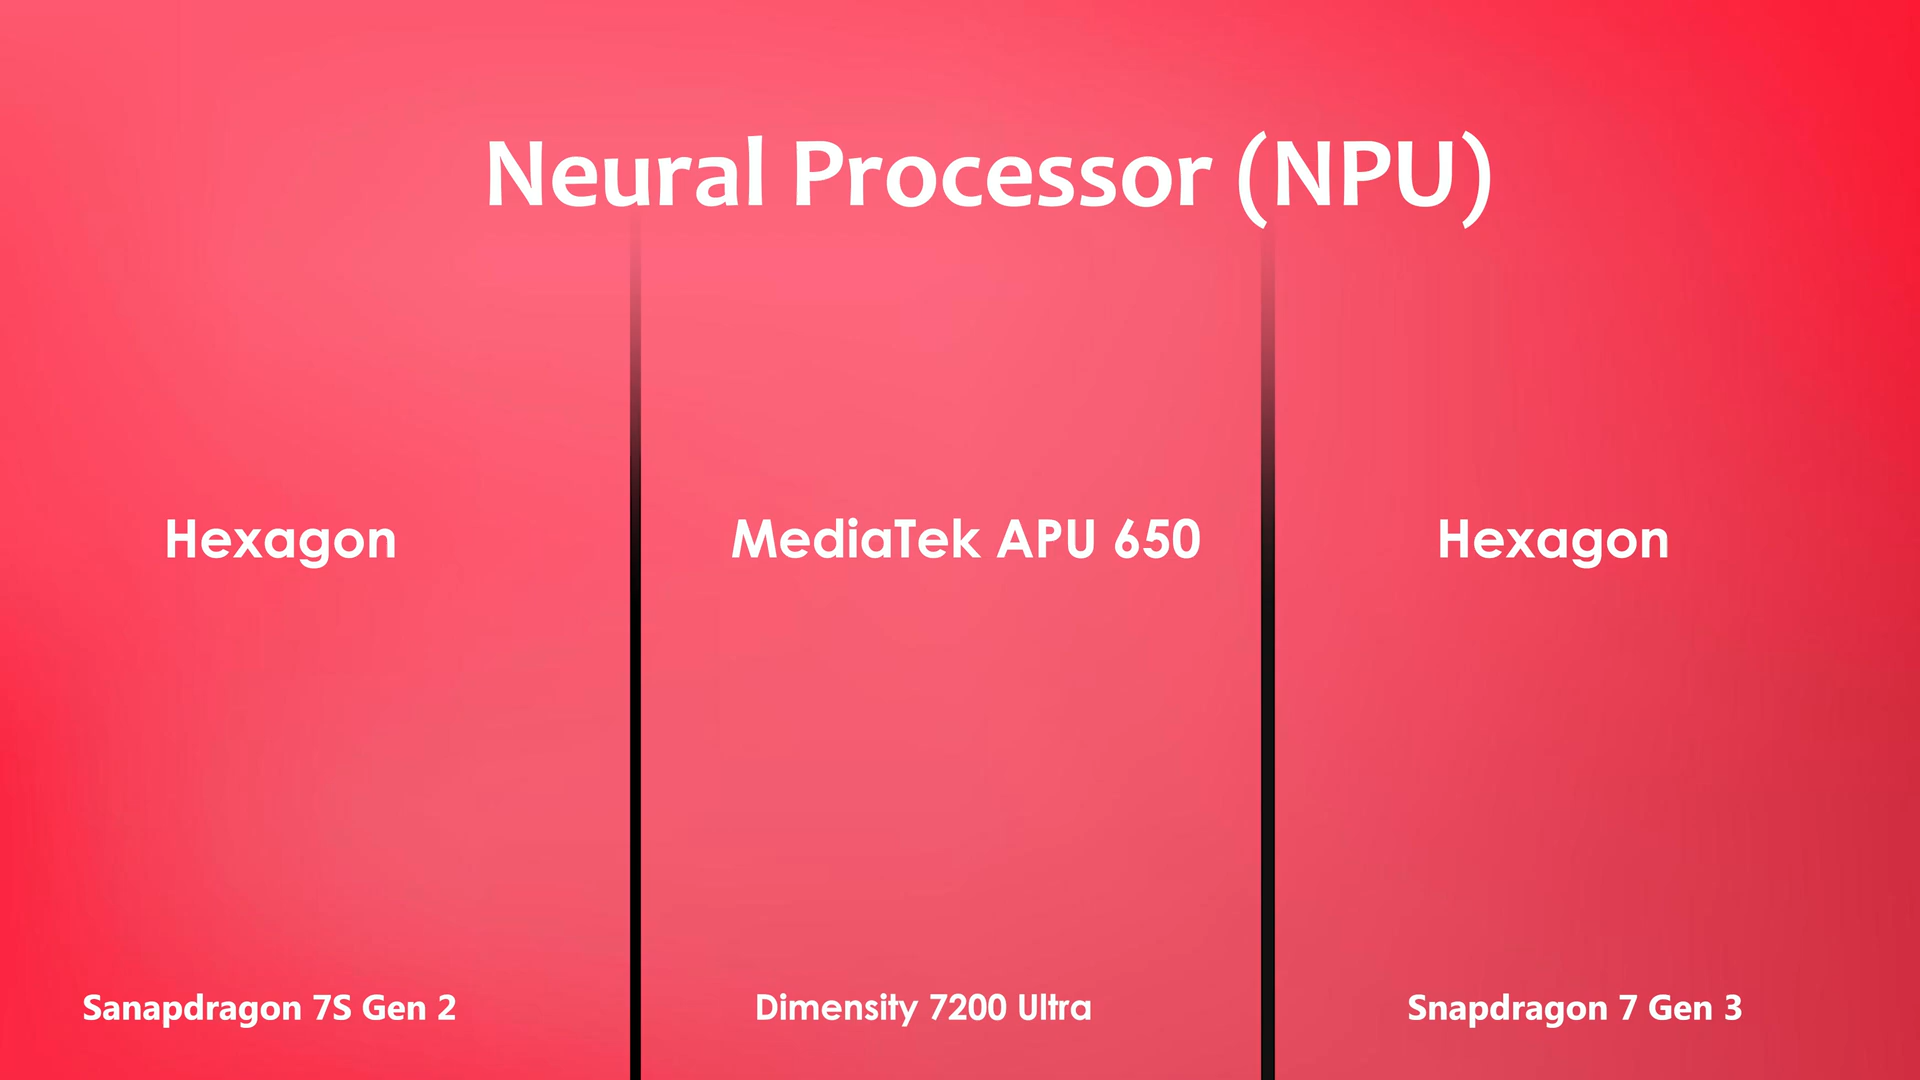 Neural Processor (NPU)
Hexagon
MediaTek APU 650
Hexagon
Sanapdragon 7S Gen 2
Dimensity 7200 Ultra
Snapdragon 7 Gen 3